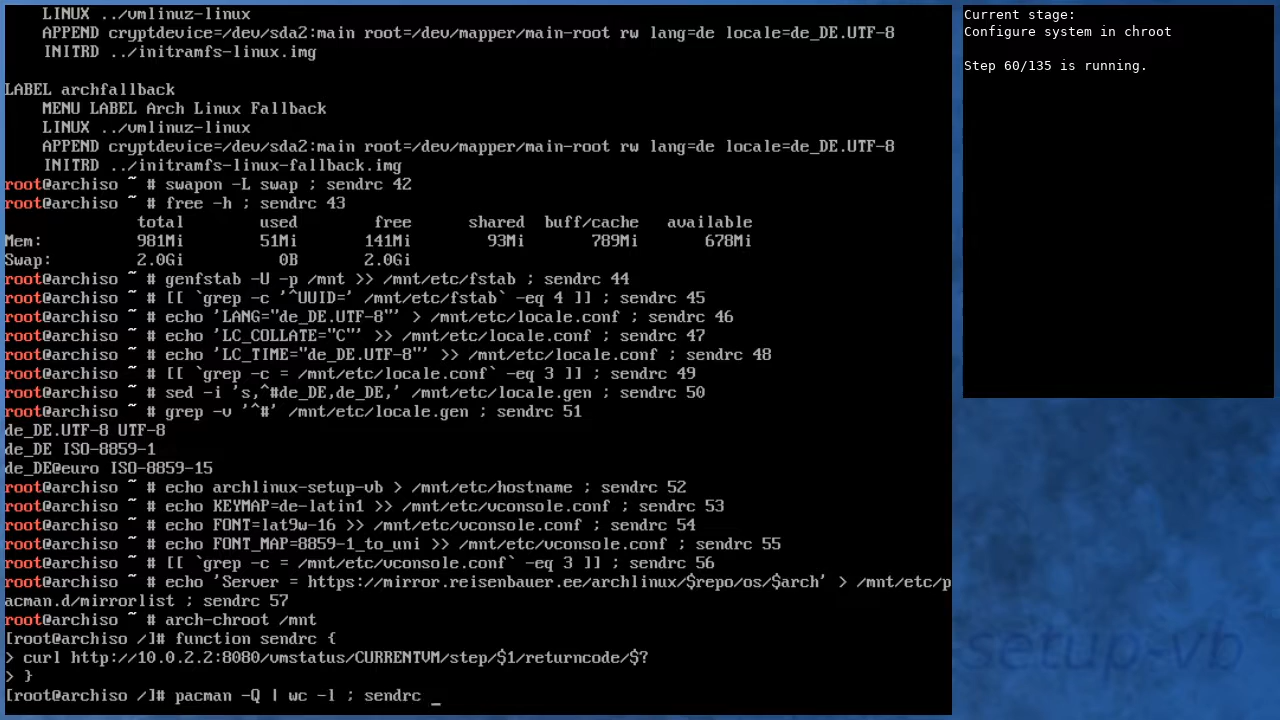 LINUX ../vmlinuz-linux
    APPEND cryptdevice=/dev/sda2:main root=/dev/mapper/main-root rw lang=de locale=de_DE.UTF-8
    INITRD ../initramfs-linux.img
LABEL archfallback
    MENU LABEL Arch Linux Fallback
    LINUX ../vmlinuz-linux
    APPEND cryptdevice=/dev/sda2:main root=/dev/mapper/main-root rw lang=de locale=de_DE.UTF-8
    INITRD ../initramfs-linux-fallback.img
root@archiso ~ # swapon -L swap ; sendrc 42
root@archiso ~ # free -h ; sendrc 43
              total        used        free      shared  buff/cache   available
Mem:          981Mi        51Mi       141Mi        93Mi       789Mi       678Mi
Swap:         2.0Gi          0B       2.0Gi
root@archiso ~ # genfstab -U -p /mnt >> /mnt/etc/fstab ; sendrc 44
root@archiso ~ # [[ `grep -c '^UUID=' /mnt/etc/fstab` -eq 4 ]] ; sendrc 45
root@archiso ~ # echo 'LANG="de_DE.UTF-8"' > /mnt/etc/locale.conf ; sendrc 46
root@archiso ~ # echo 'LC_COLLATE="C"' >> /mnt/etc/locale.conf ; sendrc 47
root@archiso ~ # echo 'LC_TIME="de_DE.UTF-8"' >> /mnt/etc/locale.conf ; sendrc 48
root@archiso ~ # [[ `grep -c = /mnt/etc/locale.conf` -eq 3 ]] ; sendrc 49
root@archiso ~ # sed -i 's,^#de_DE,de_DE,' /mnt/etc/locale.gen ; sendrc 50
root@archiso ~ # grep -v '^#' /mnt/etc/locale.gen ; sendrc 51
de_DE.UTF-8 UTF-8
de_DE ISO-8859-1
de_DE@euro ISO-8859-15
root@archiso ~ # echo archlinux-setup-vb > /mnt/etc/hostname ; sendrc 52
root@archiso ~ # echo KEYMAP=de-latin1 >> /mnt/etc/vconsole.conf ; sendrc 53
root@archiso ~ # echo FONT=lat9w-16 >> /mnt/etc/vconsole.conf ; sendrc 54
root@archiso ~ # echo FONT_MAP=8859-1_to_uni >> /mnt/etc/vconsole.conf ; sendrc 55
root@archiso ~ # [[ `grep -c = /mnt/etc/vconsole.conf` -eq 3 ]] ; sendrc 56
root@archiso ~ # echo 'Server = https://mirror.reisenbauer.ee/archlinux/$repo/os/$arch' > /mnt/etc/p
acman.d/mirrorlist ; sendrc 57
root@archiso ~ # arch-chroot /mnt
[root@archiso /]# function sendrc {
> curl http://10.0.2.2:8080/vmstatus/CURRENTVM/step/$1/returncode/$?
> }
[root@archiso /]# pacman -Q | wc -l ; sendrc _
Current stage:
Configure system in chroot
Step 60/135 is running.
setup-vb